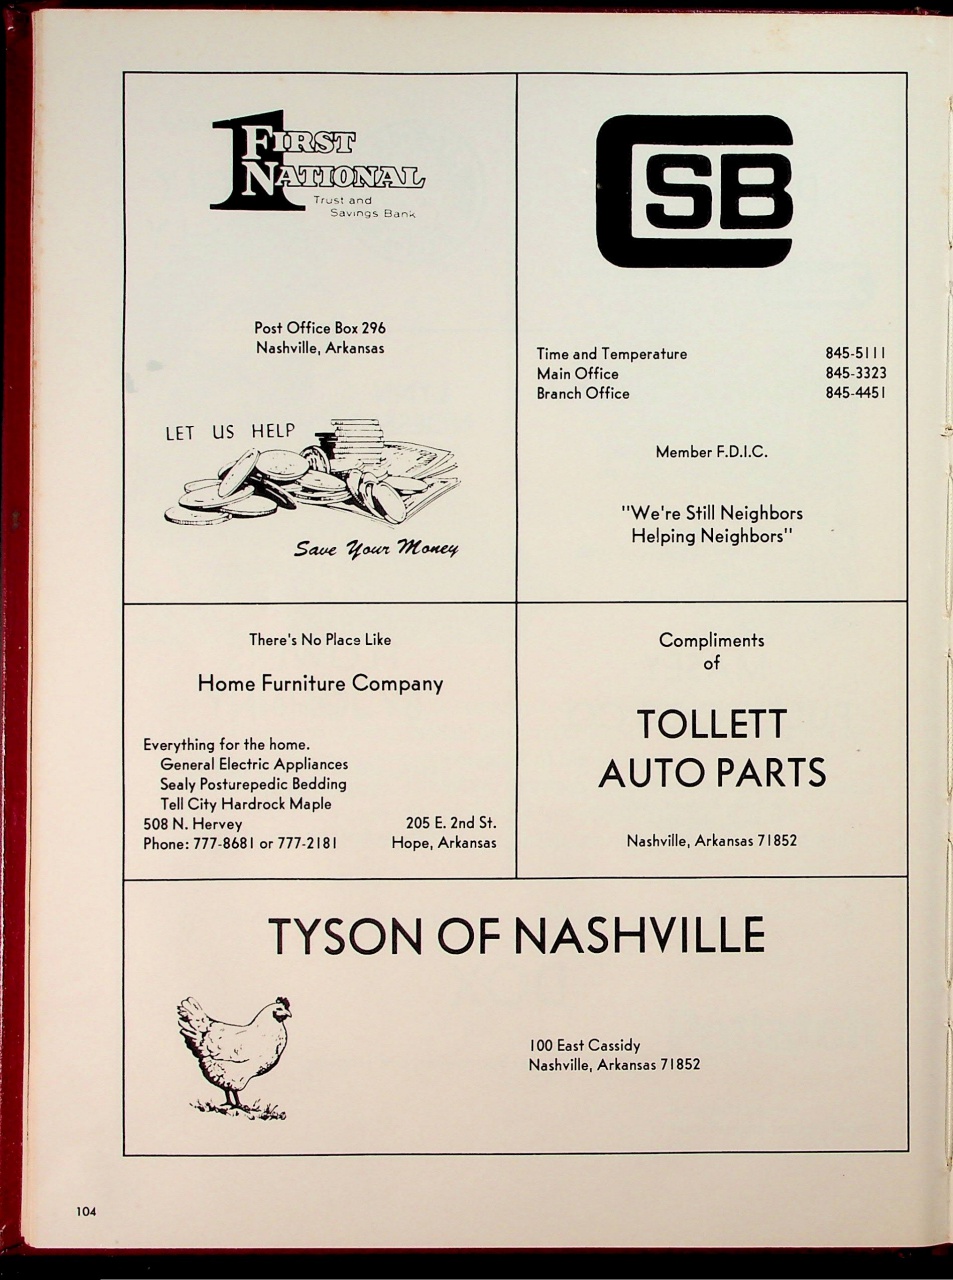 First
National
Trust and
Savings Bank
Post Office Box 296
Nashville, Arkansas
LET US HELP
Save Your Money
CSB
Time and Temperature 845-5111
Main Office 845-3323
Branch Office 845-4451
Member F.D.I.C.
"We're Still Neighbors
Helping Neighbors"
There's No Place Like
Home Furniture Company
Everything for the home.
General Electric Appliances
Sealy Posturepedic Bedding
Tell City Hardrock Maple
508 N. Hervey 205 E. 2nd St.
Phone: 777-8681 or 777-2181 Hope, Arkansas
Compliments
of
TOLLETT
AUTO PARTS
Nashville, Arkansas 71852
TYSON OF NASHVILLE
100 East Cassidy
Nashville, Arkansas 71852
104